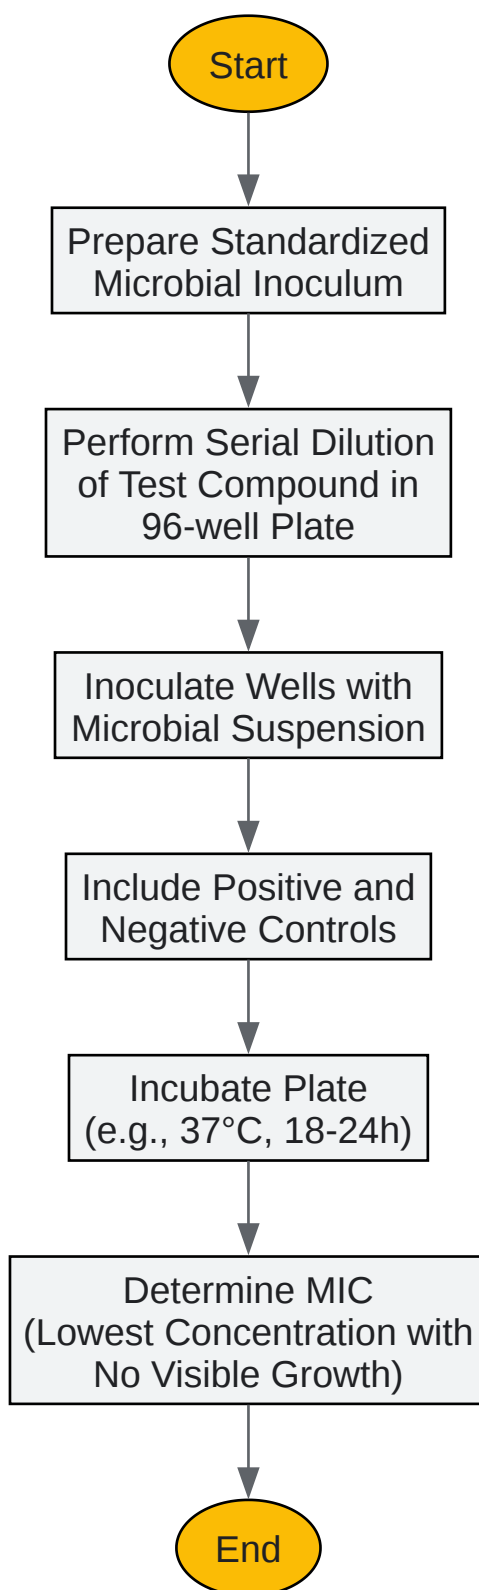 Start
Prepare Standardized
Microbial Inoculum
Perform Serial Dilution
of Test Compound in
96-well Plate
Inoculate Wells with
Microbial Suspension
Include Positive and
Negative Controls
Incubate Plate
(e.g., 37°C, 18-24h)
Determine MIC
(Lowest Concentration with
No Visible Growth)
End